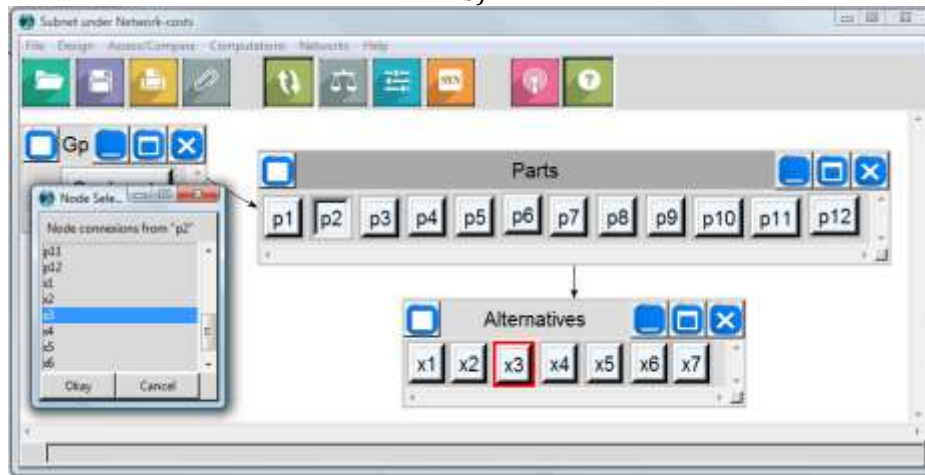 Subnet under Network-costs
File Design Assess/Compare Computations Networks Help
SYN
?
Gp
Parts
Node Sele...
Node connexions from "p2"
p11
p12
x1
x2
x3
x4
x5
x6
Okay Cancel
p1 p2 p3 p4 p5 p6 p7 p8 p9 p10 p11 p12
Alternatives
x1 x2 x3 x4 x5 x6 x7